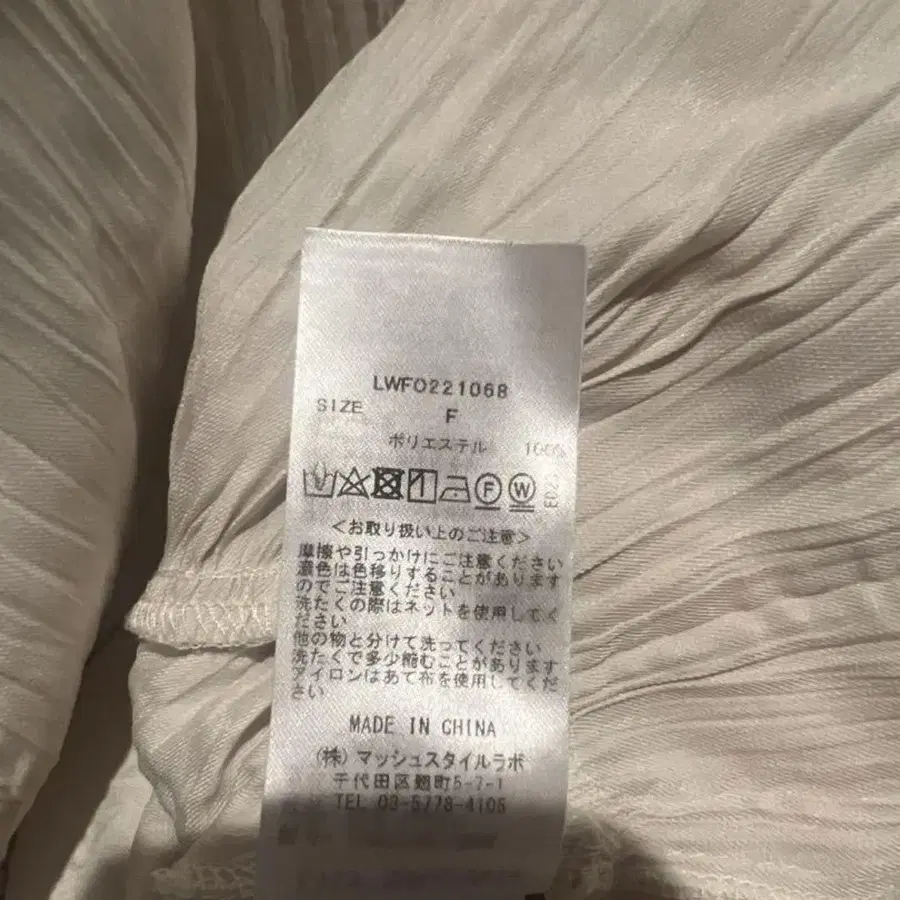 LWFO221068
SIZE F
ポリエステル 100%
F W
<お取り扱い上のご注意>
摩擦や引っかけにご注意ください
濃色は色移りすることがあります
のでご注意ください
洗たくの際はネットを使用してく
ださい
他の物と分けて洗ってください
洗たくで多少縮むことがあります
アイロンはあて布を使用してくだ
さい
MADE IN CHINA
(株)マッシュスタイルラボ
千代田区麹町5-7-1
TEL 03-5778-4105